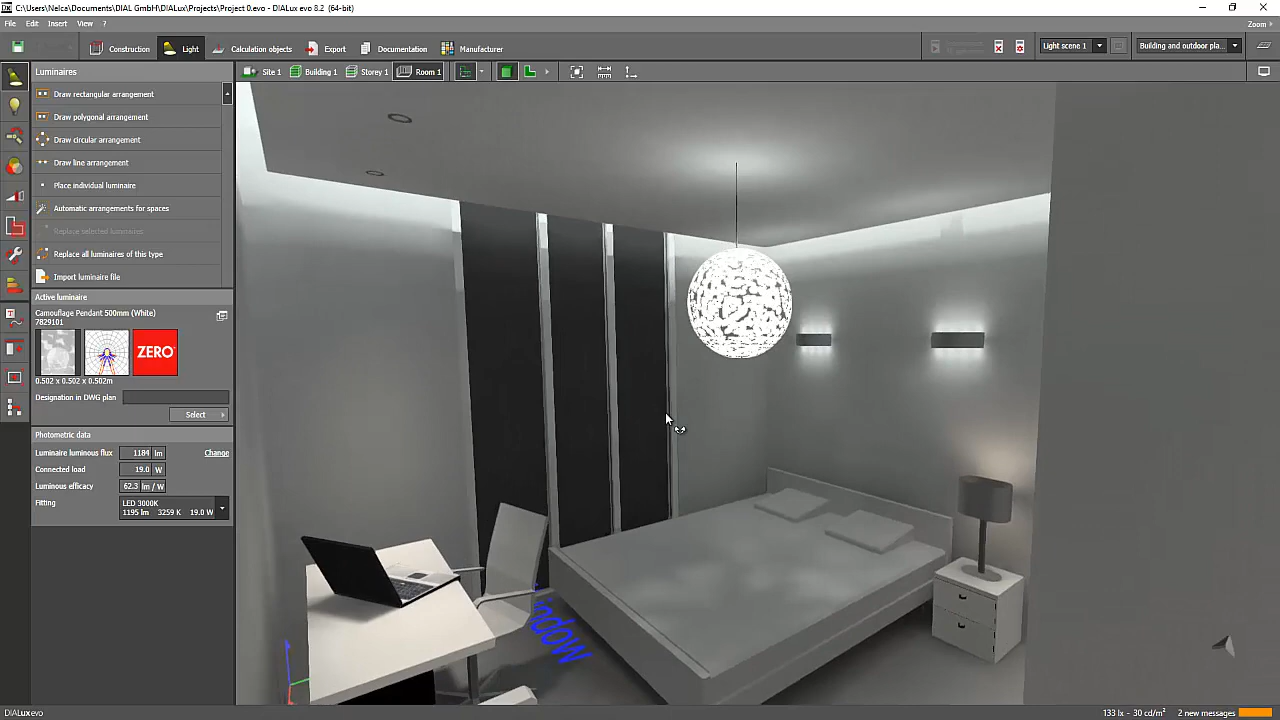 C:\Users\Nelca\Documents\DIAL GmbH\DIALux\Projects\Project 0.evo - DIALux evo 8.2 (64-bit)
File Edit Insert View ?
Zoom
Construction Light Calculation objects Export Documentation Manufacturer
Light scene 1 Building and outdoor pla...
Luminaires
Site 1 Building 1 Storey 1 Room 1
Draw rectangular arrangement
Draw polygonal arrangement
Draw circular arrangement
Draw line arrangement
Place individual luminaire
Automatic arrangements for spaces
Replace selected luminaires
Replace all luminaires of this type
Import luminaire file
Active luminaire
Camouflage Pendant 500mm (White)
7829101
ZERO
0.502 x 0.502 x 0.502m
Designation in DWG plan
Select
Photometric data
Luminaire luminous flux 1184 lm Change
Connected load 19.0 W
Luminous efficacy 62.3 lm / W
Fitting LED 3000K
1195 lm 3259 K 19.0 W
indow
DIALux evo
133 lx - 30 cd/m² 2 new messages